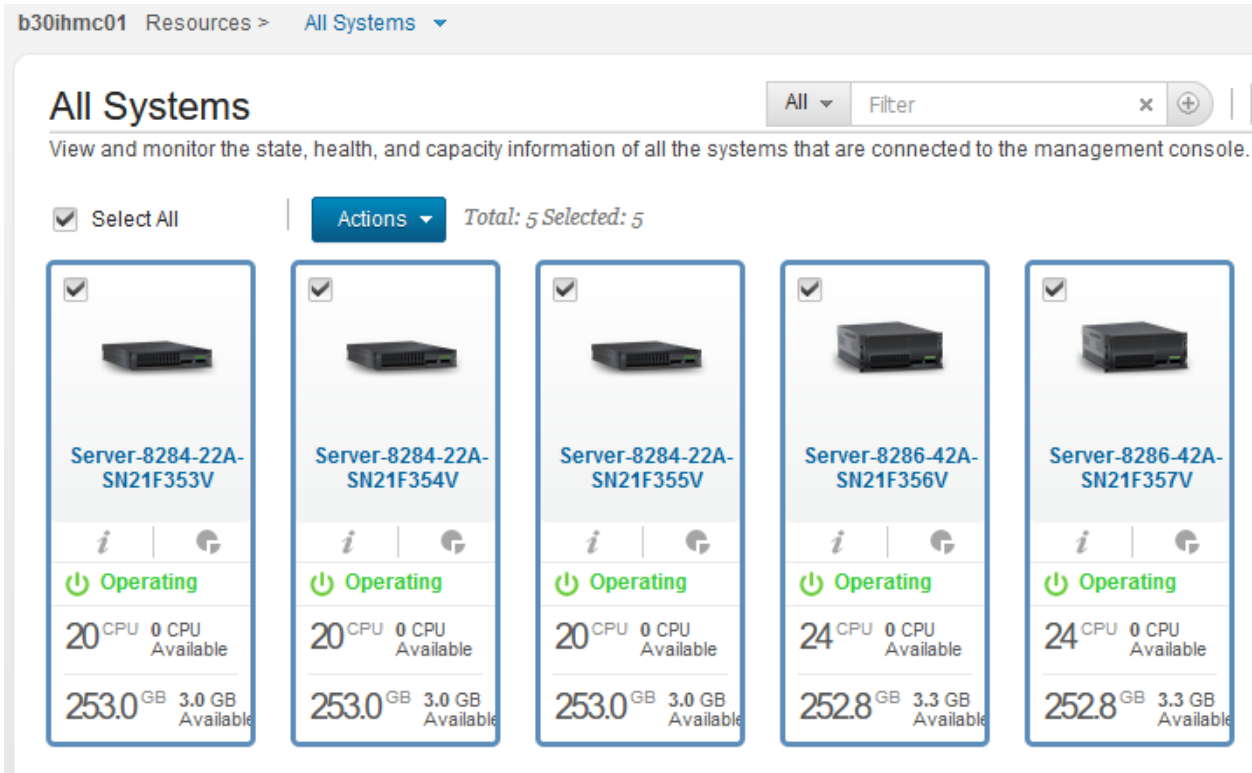 b30ihmc01 Resources > All Systems
All Systems
All Filter
View and monitor the state, health, and capacity information of all the systems that are connected to the management console.
Select All Actions Total: 5 Selected: 5
Server-8284-22A-
SN21F353V
i
Operating
20 CPU 0 CPU
Available
253.0 GB 3.0 GB
Available
Server-8284-22A-
SN21F354V
i
Operating
20 CPU 0 CPU
Available
253.0 GB 3.0 GB
Available
Server-8284-22A-
SN21F355V
i
Operating
20 CPU 0 CPU
Available
253.0 GB 3.0 GB
Available
Server-8286-42A-
SN21F356V
i
Operating
24 CPU 0 CPU
Available
252.8 GB 3.3 GB
Available
Server-8286-42A-
SN21F357V
i
Operating
24 CPU 0 CPU
Available
252.8 GB 3.3 GB
Available